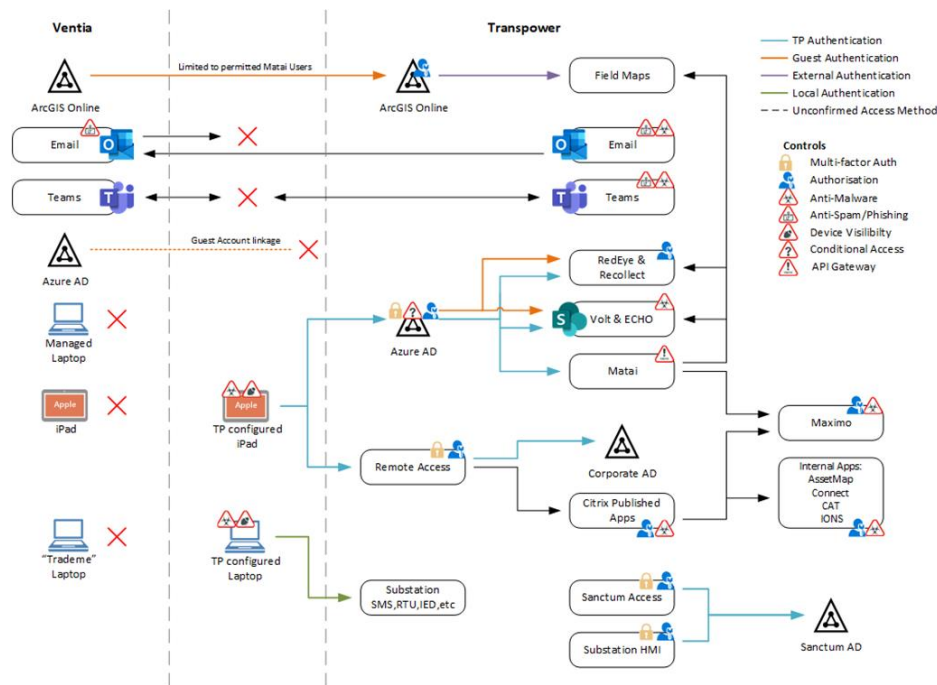 Ventia
Transpower
TP Authentication
Guest Authentication
External Authentication
Local Authentication
Unconfirmed Access Method
Limited to permitted Matai Users
ArcGIS Online
ArcGIS Online
Field Maps
Email
Email
Teams
Teams
Controls
Multi-factor Auth
Authorisation
Anti-Malware
Anti-Spam/Phishing
Device Visibility
Conditional Access
API Gateway
Guest Account linkage
Azure AD
RedEye &
Recollect
Managed
Laptop
Azure AD
Volt & ECHO
Matai
Apple
iPad
Apple
TP configured
iPad
Maximo
Remote Access
Corporate AD
Internal Apps:
AssetMap
Connect
CAT
IONS
Citrix Published
Apps
"Trademe"
Laptop
TP configured
Laptop
Substation
SMS,RTU,IED,etc
Sanctum Access
Substation HMI
Sanctum AD